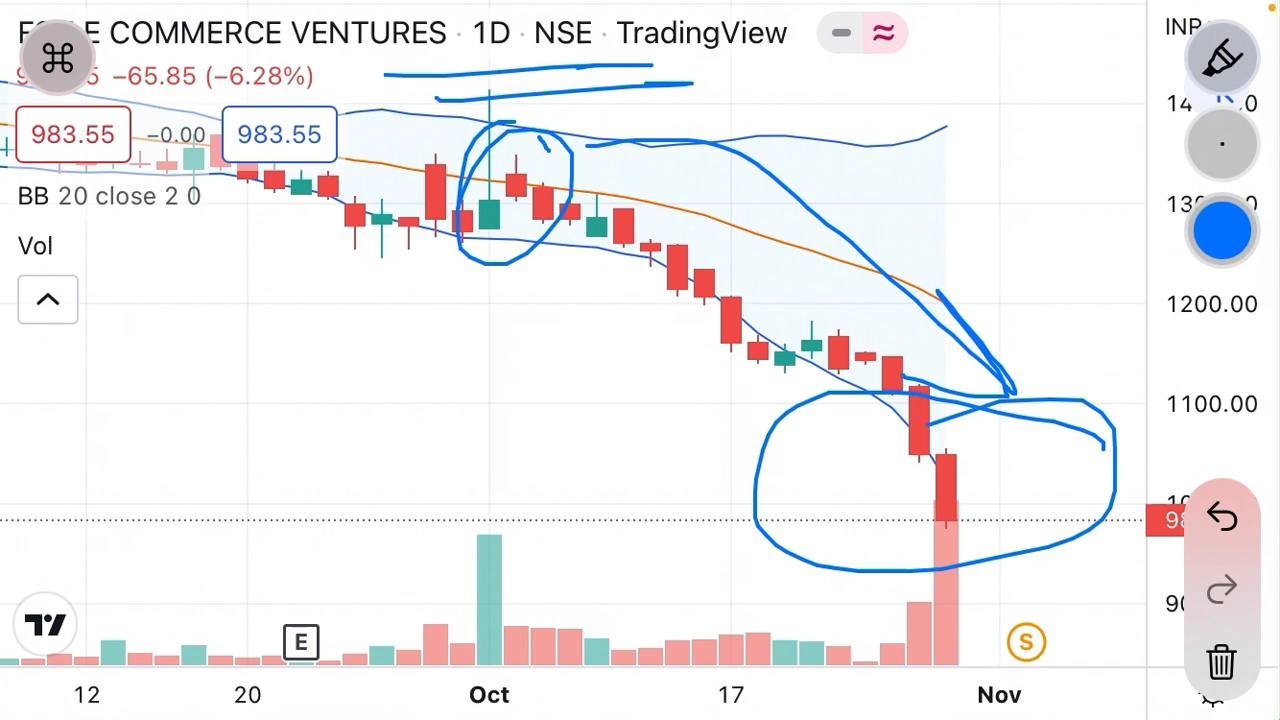 COMMERCE VENTURES · 1D · NSE · TradingView
INR
−65.85 (−6.28%)
983.55 −0.00 983.55
BB 20 close 2 0
Vol
1200.00
1100.00
E
S
12 20 Oct 17 Nov